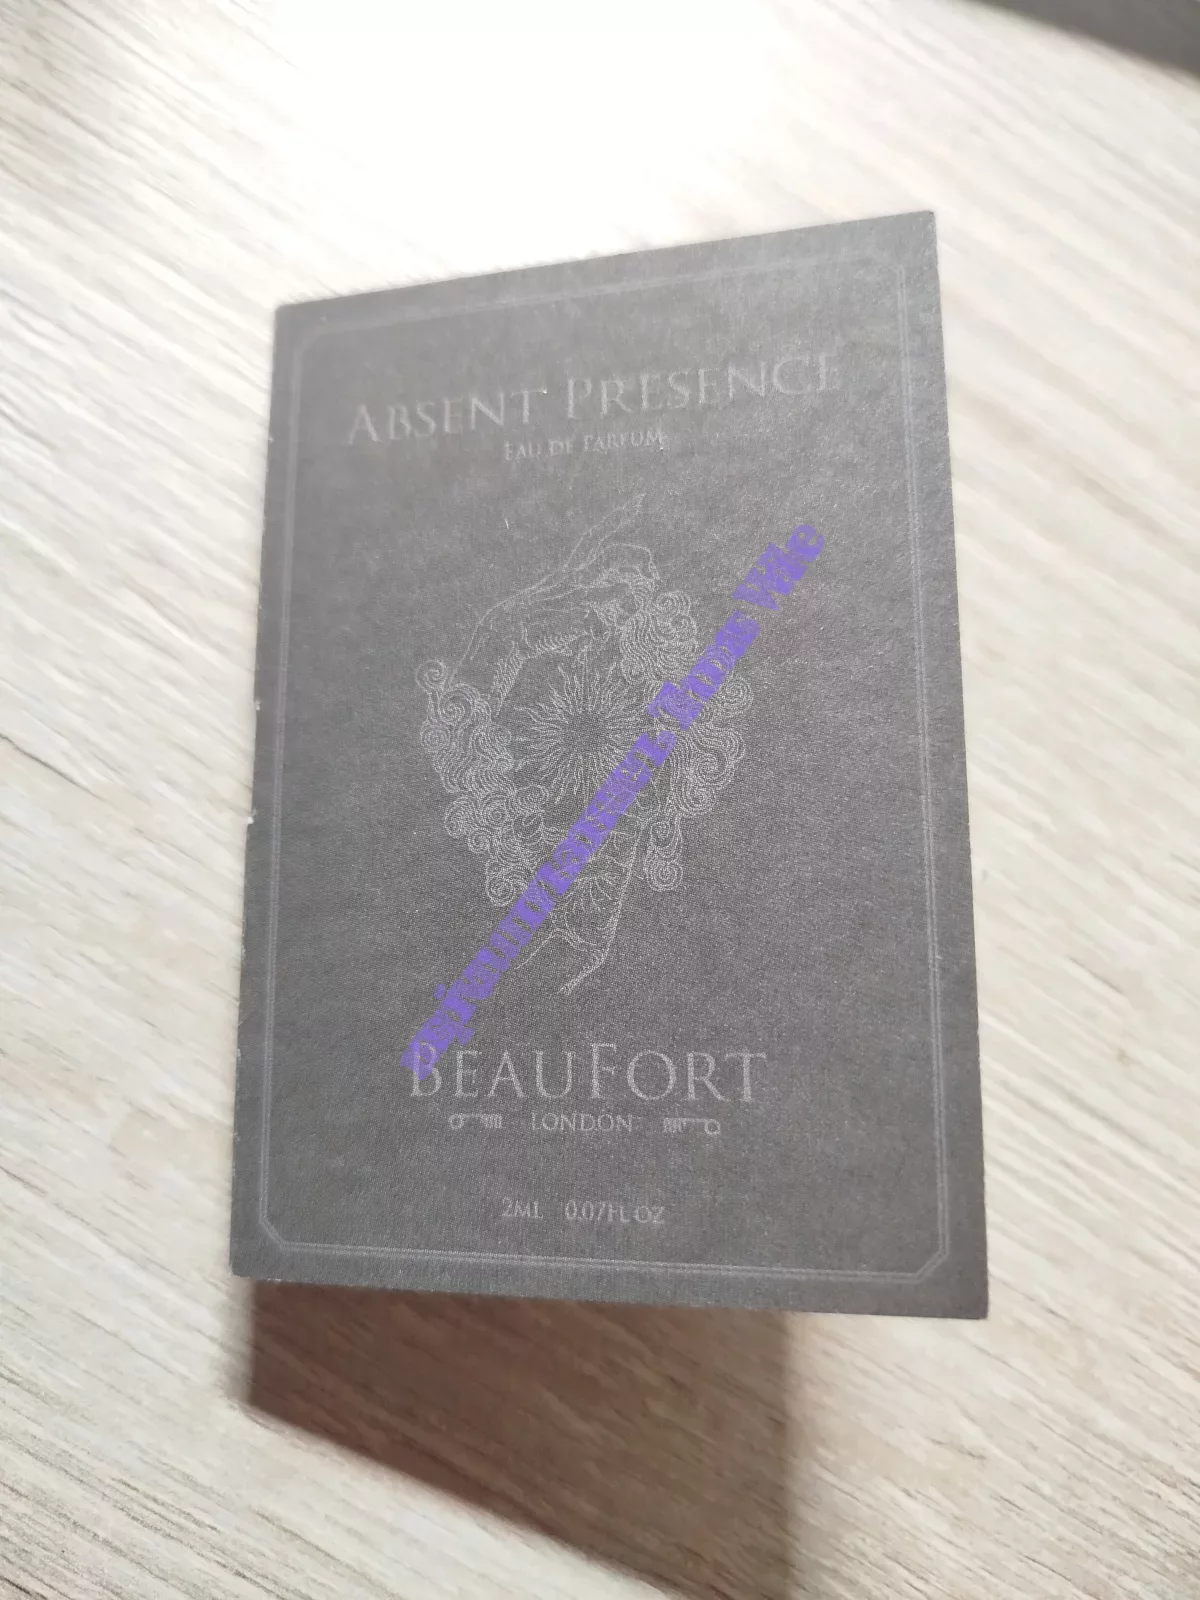 ABSENT PRESENCE
EAU DE PARFUM
BEAUFORT
LONDON
2ML 0.07FL OZ